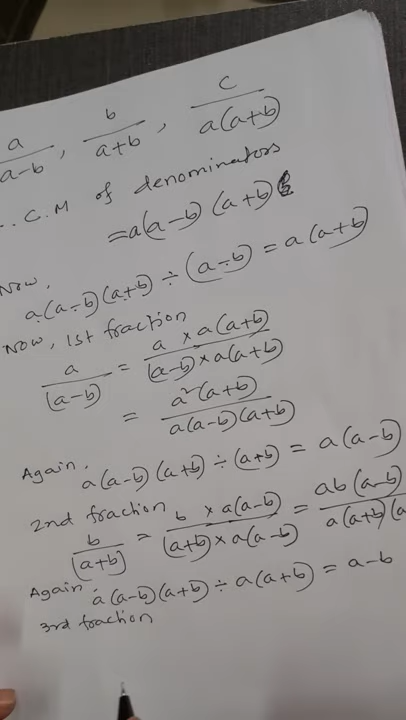 a/a-b, b/a+b, c/a(a+b)
.C.M of denominators
=a(a-b)(a+b)
Now,
a(a-b)(a+b) ÷ (a-b) = a(a+b)
Now, 1st fraction
a/(a-b) = a × a(a+b)/(a-b) × a(a+b)
= a²(a+b)/a(a-b)(a+b)
Again, a(a-b)(a+b) ÷ (a+b) = a(a-b)
2nd fraction
b/(a+b) = b × a(a-b)/(a+b) × a(a-b) = ab(a-b)/a(a+b)(a
Again, a(a-b)(a+b) ÷ a(a+b) = a-b
3rd fraction